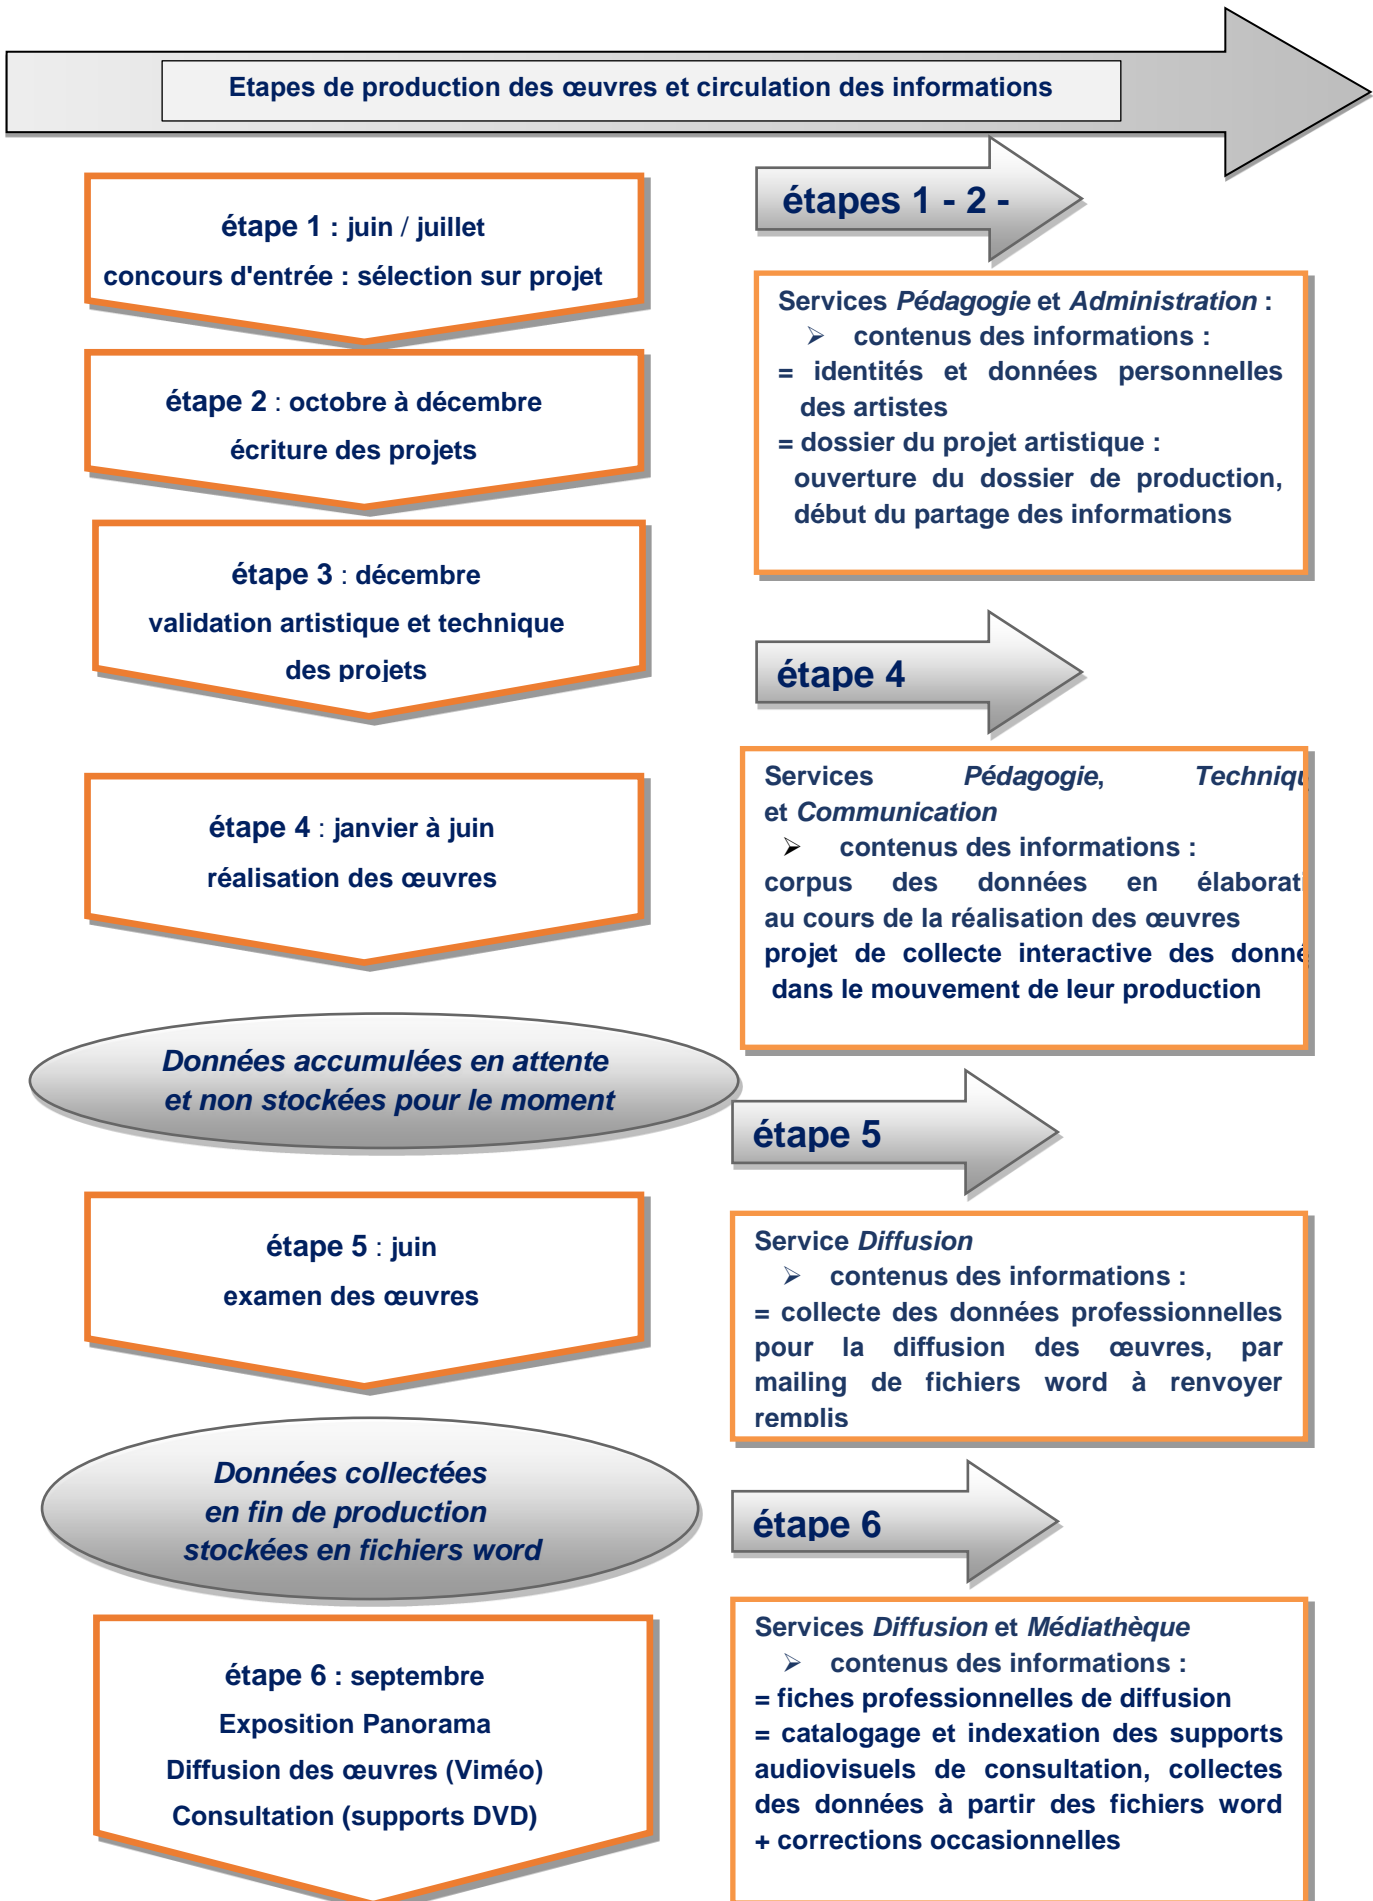 Etapes de production des œuvres et circulation des informations
étape 1 : juin / juillet
concours d'entrée : sélection sur projet
étape 2 : octobre à décembre
écriture des projets
étape 3 : décembre
validation artistique et technique
des projets
étape 4 : janvier à juin
réalisation des œuvres
Données accumulées en attente
et non stockées pour le moment
étape 5 : juin
examen des œuvres
Données collectées
en fin de production
stockées en fichiers word
étape 6 : septembre
Exposition Panorama
Diffusion des œuvres (Viméo)
Consultation (supports DVD)
étapes 1 - 2 -
Services Pédagogie et Administration :
➢ contenus des informations :
= identités et données personnelles
des artistes
= dossier du projet artistique :
ouverture du dossier de production,
début du partage des informations
étape 4
Services Pédagogie, Techniqu
et Communication
➢ contenus des informations :
corpus des données en élaborati
au cours de la réalisation des œuvres
projet de collecte interactive des donné
dans le mouvement de leur production
étape 5
Service Diffusion
➢ contenus des informations :
= collecte des données professionnelles
pour la diffusion des œuvres, par
mailing de fichiers word à renvoyer
remplis
étape 6
Services Diffusion et Médiathèque
➢ contenus des informations :
= fiches professionnelles de diffusion
= catalogage et indexation des supports
audiovisuels de consultation, collectes
des données à partir des fichiers word
+ corrections occasionnelles